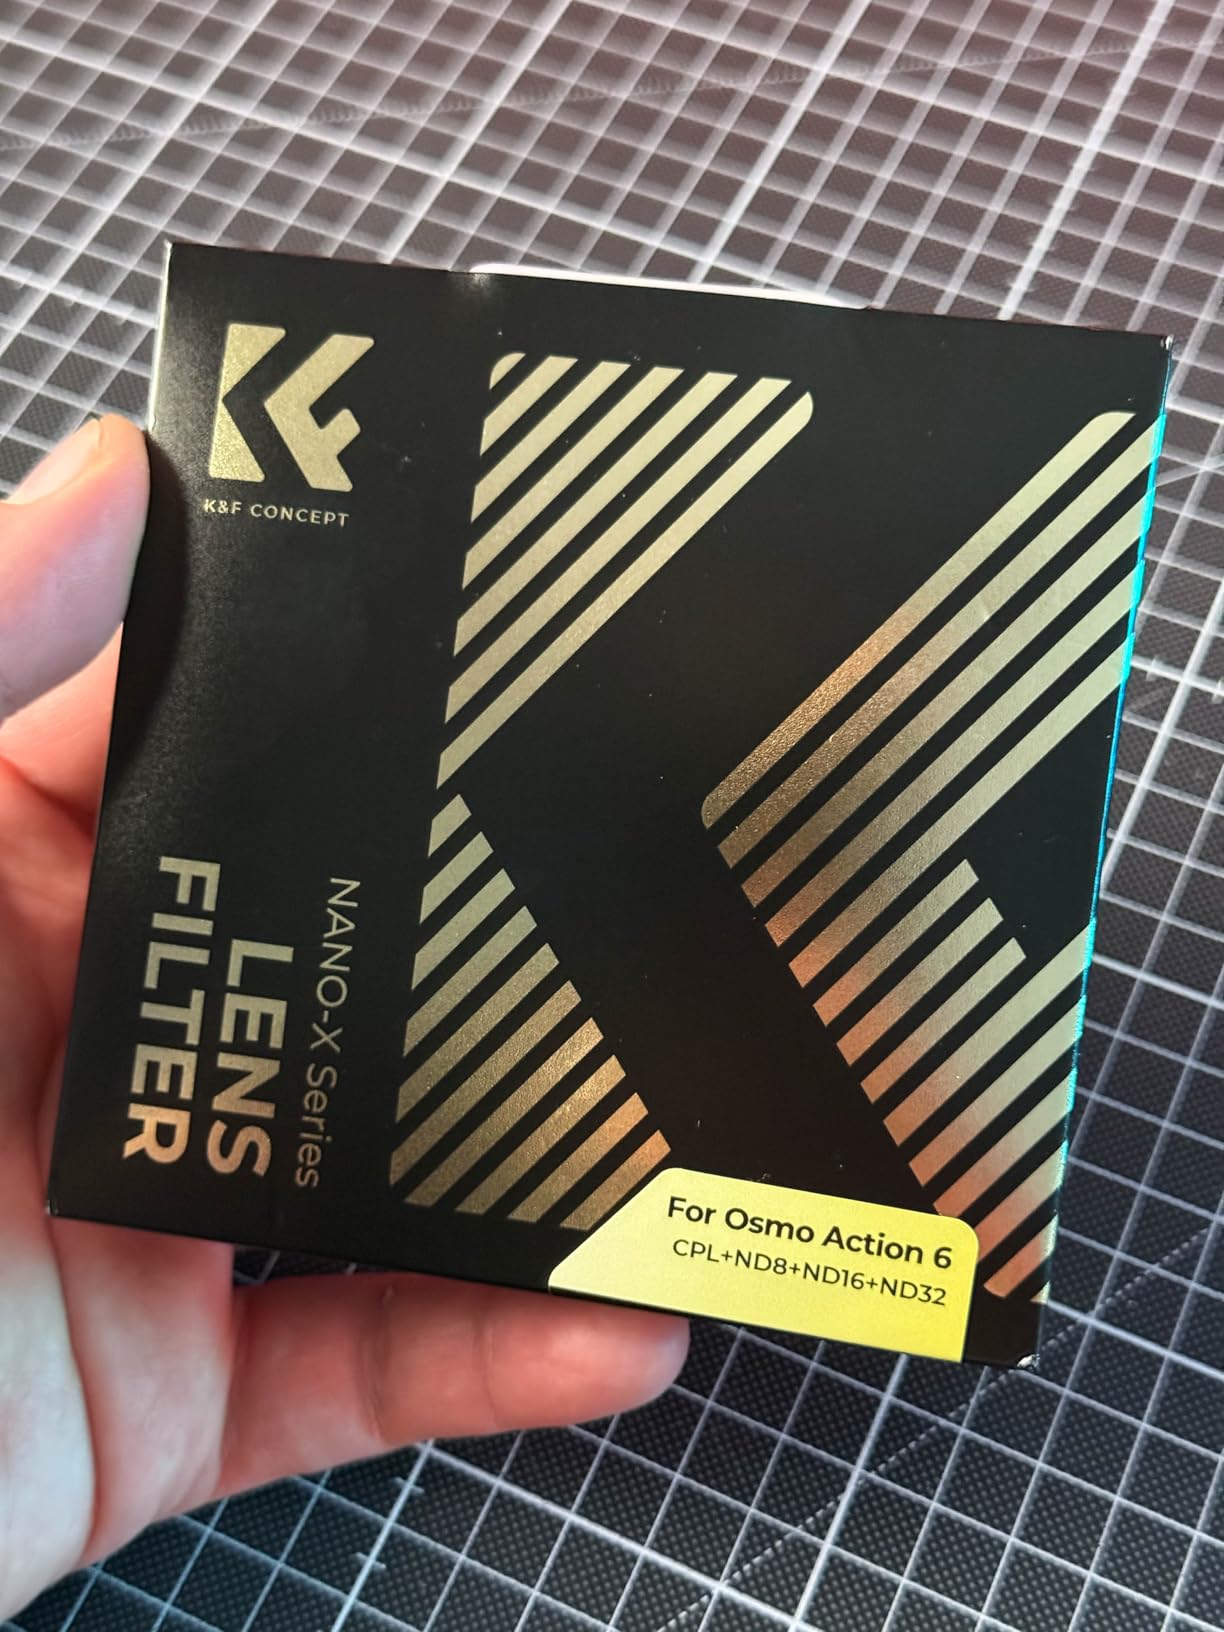 K&F CONCEPT
NANO-X Series
LENS
FILTER
For Osmo Action 6
CPL+ND8+ND16+ND32